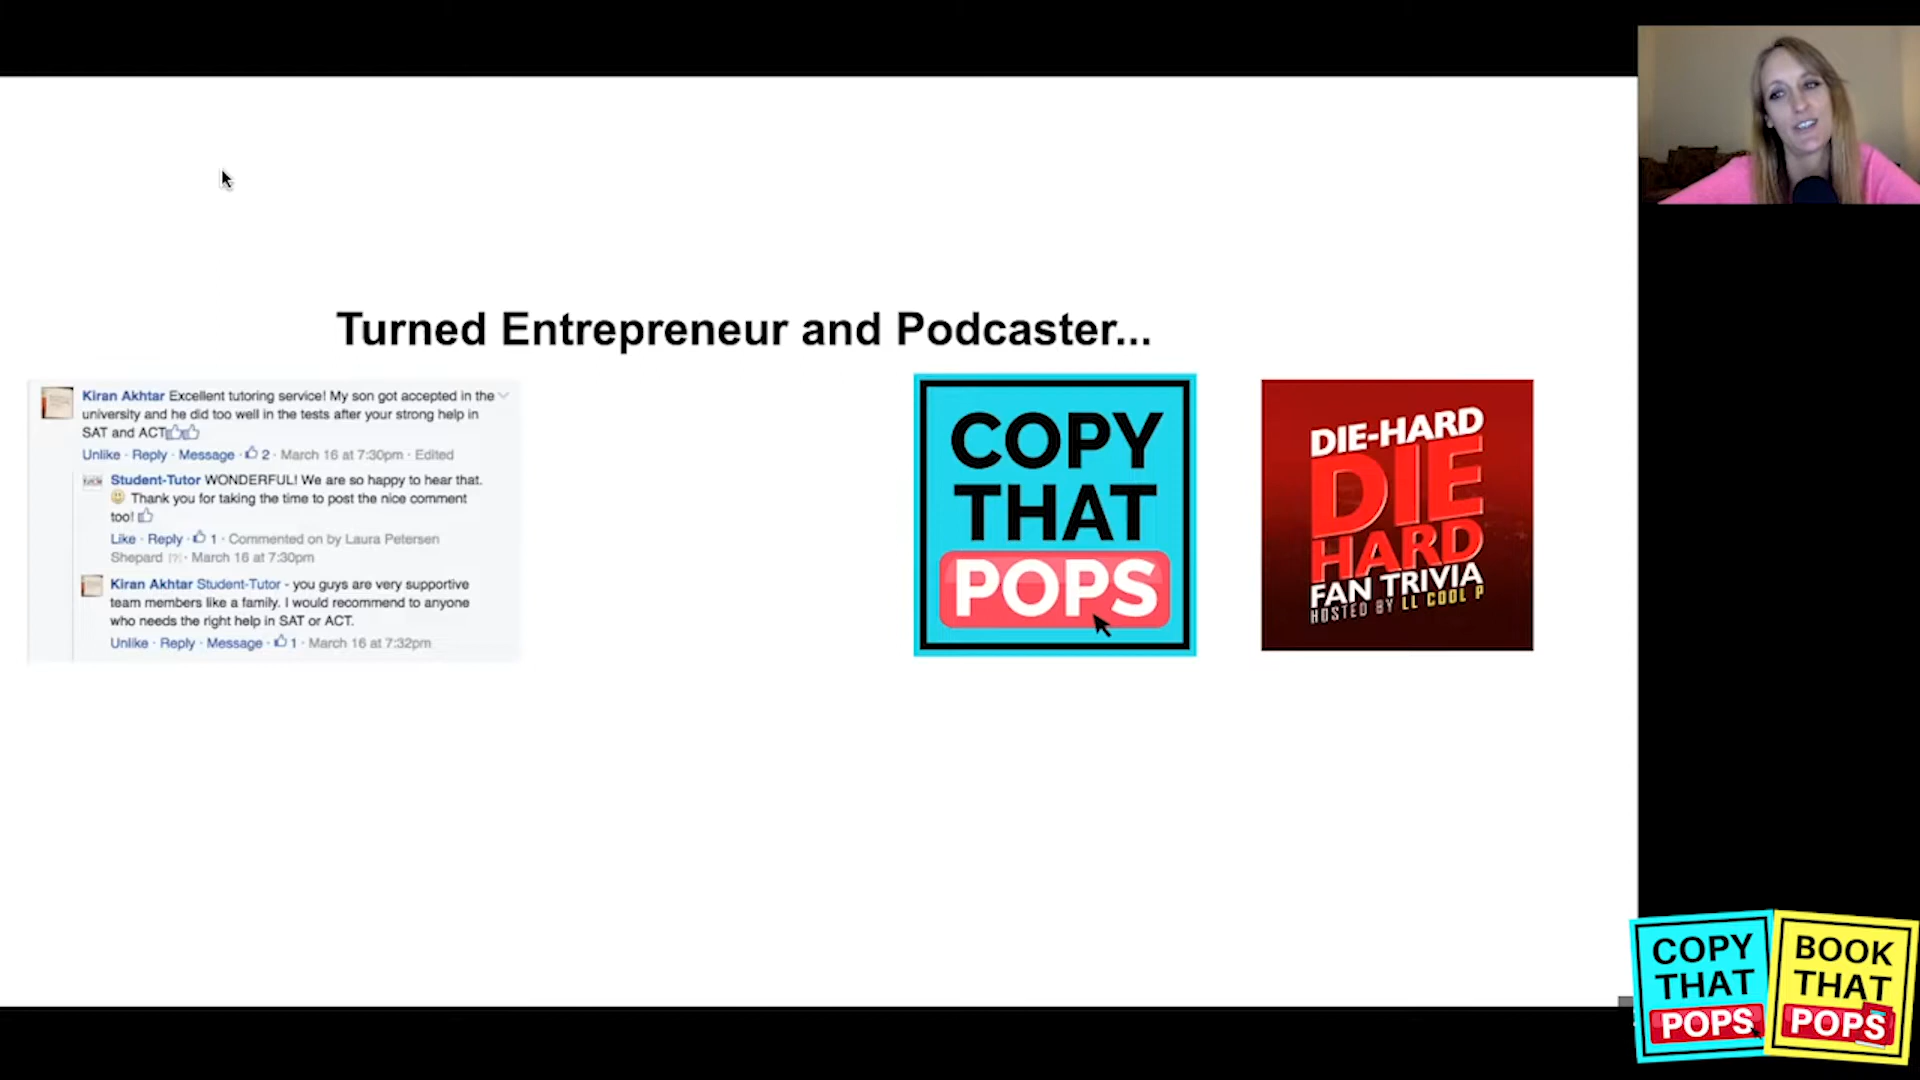 Turned Entrepreneur and Podcaster...
Kiran Akhtar Excellent tutoring service! My son got accepted in the
university and he did too well in the tests after your strong help in
SAT and ACT
Unlike · Reply · Message · 2 · March 16 at 7:30pm · Edited
Student-Tutor WONDERFUL! We are so happy to hear that.
Thank you for taking the time to post the nice comment
too!
Like · Reply · 1 · Commented on by Laura Petersen
Shepard [?] · March 16 at 7:30pm
Kiran Akhtar Student-Tutor - you guys are very supportive
team members like a family. I would recommend to anyone
who needs the right help in SAT or ACT.
Unlike · Reply · Message · 1 · March 16 at 7:32pm
COPY
THAT
POPS
DIE-HARD
DIE
HARD
FAN TRIVIA
HOSTED BY LL COOL P
COPY
THAT
POPS
BOOK
THAT
POPS